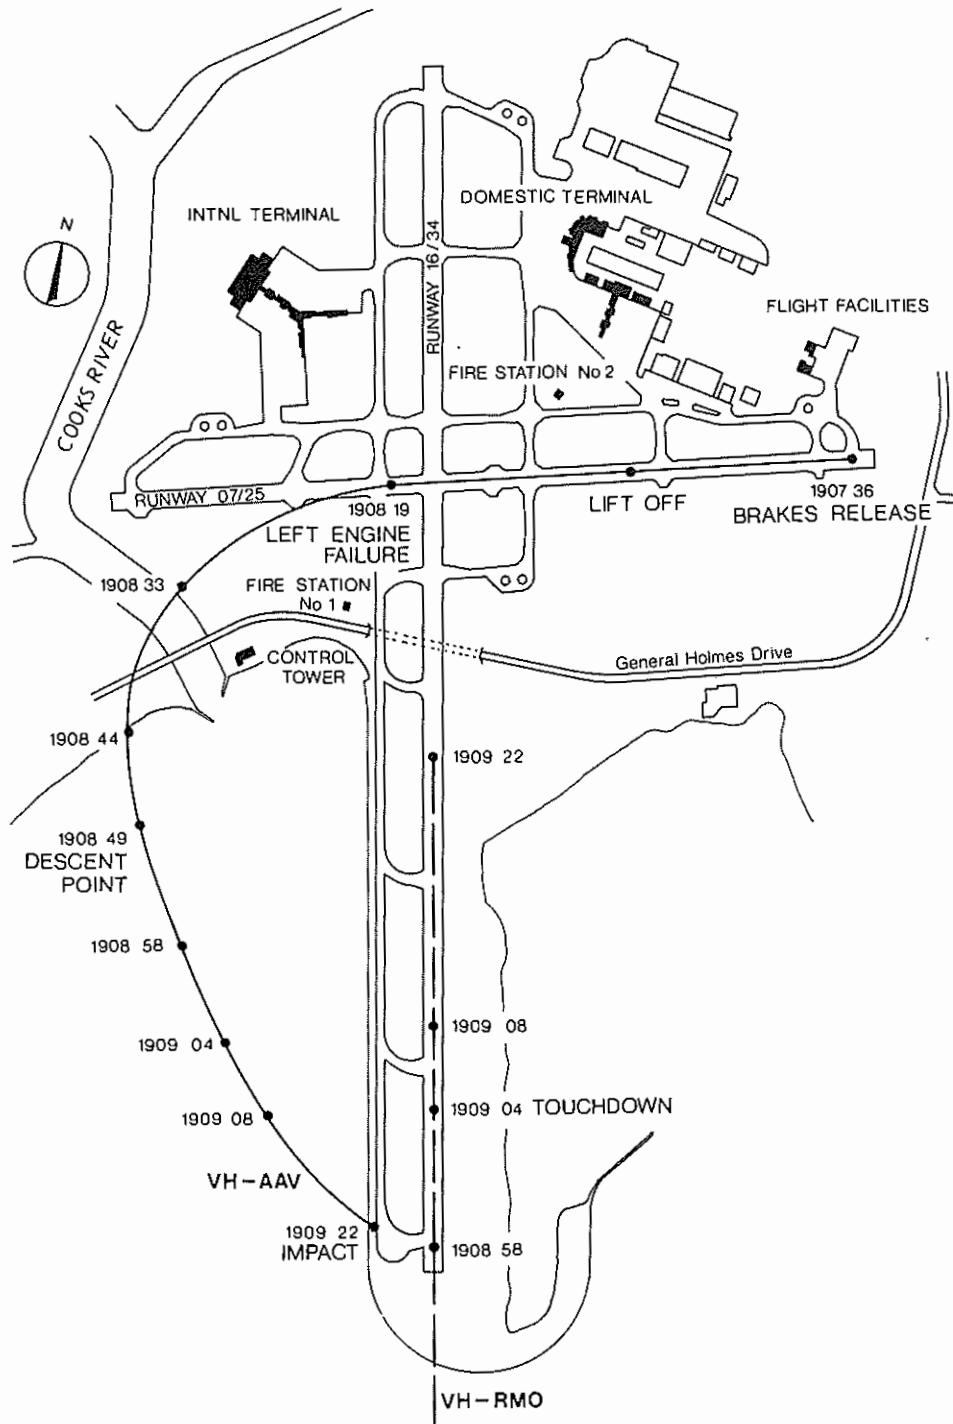 N
INTNL TERMINAL
DOMESTIC TERMINAL
RUNWAY 16/34
FLIGHT FACILITIES
COOKS RIVER
FIRE STATION No 2
RUNWAY 07/25
1908 19
LEFT ENGINE
FAILURE
LIFT OFF
1907 36
BRAKES RELEASE
1908 33
FIRE STATION
No 1
CONTROL
TOWER
General Holmes Drive
1908 44
1909 22
1908 49
DESCENT
POINT
1908 58
1909 08
1909 04
1909 04 TOUCHDOWN
1909 08
VH-AAV
1909 22
IMPACT
1908 58
VH-RMO